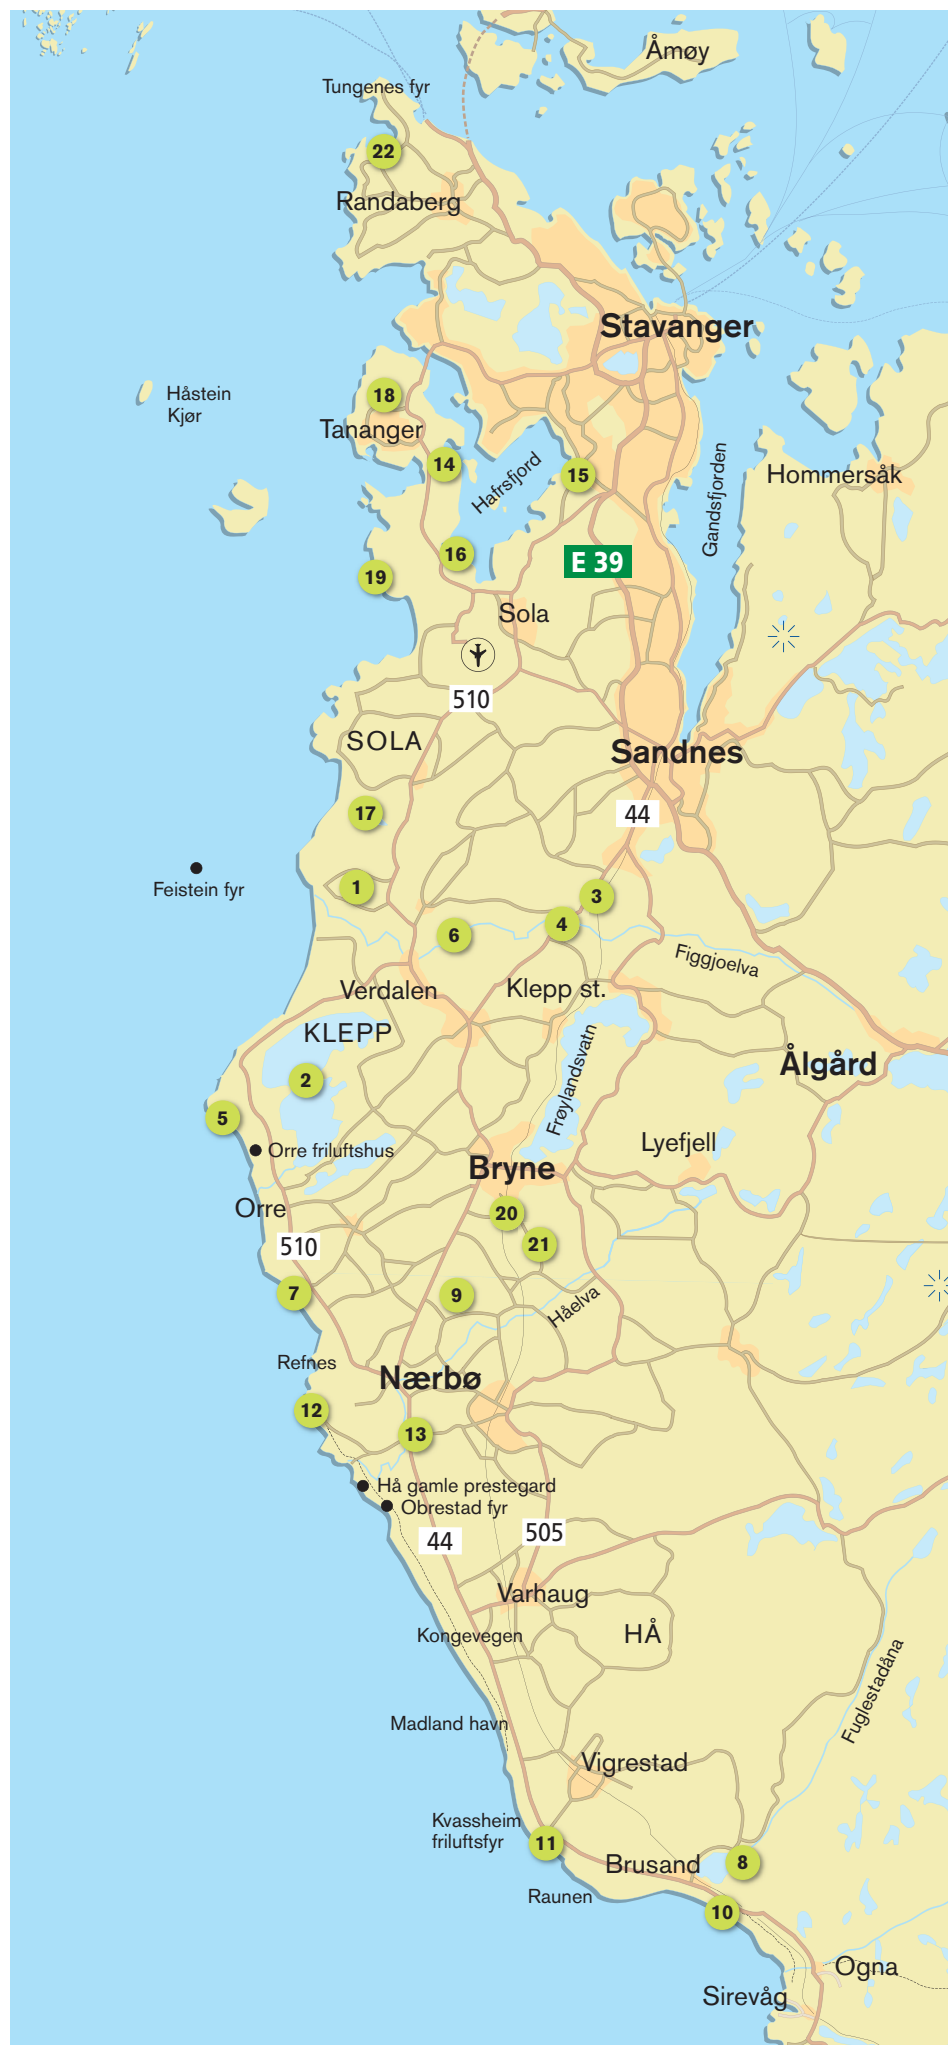 Åmøy
Tungenes fyr
22
Randaberg
Stavanger
Håstein
Kjør
18
Tananger
14
Hafrsfjord
15
Gandsfjorden
Hommersåk
16
E 39
19
Sola
510
SOLA
Sandnes
17
44
Feistein fyr
1
3
4
6
Figgjoelva
Verdalen
Klepp st.
KLEPP
Frøylandsvatn
Ålgård
2
5
Orre friluftshus
Lyefjell
Bryne
Orre
20
21
510
7
9
Håelva
Refnes
Nærbø
12
13
Hå gamle prestegard
Obrestad fyr
44
505
Varhaug
Kongevegen
HÅ
Fuglestadåna
Madland havn
Vigrestad
Kvassheim
friluftsfyr
11
Brusand
8
Raunen
10
Ogna
Sirevåg